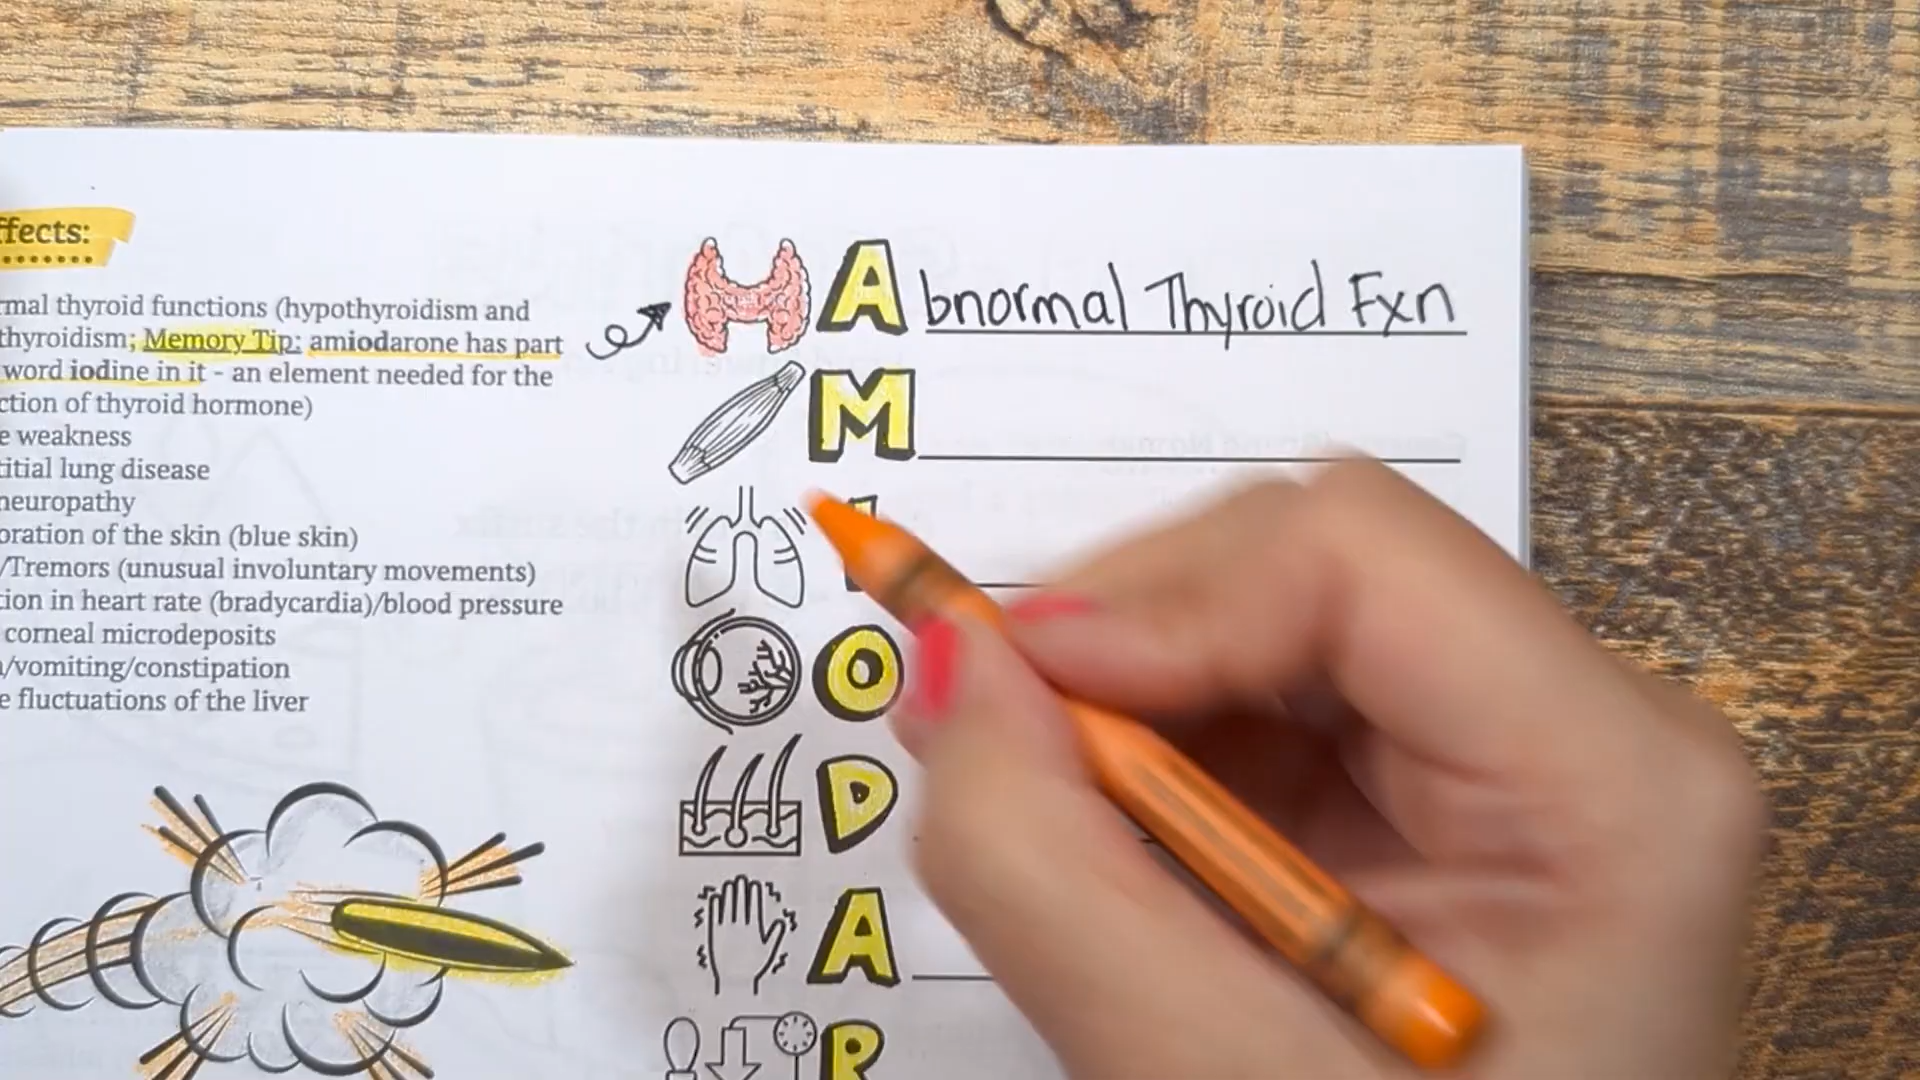 ffects:
rmal thyroid functions (hypothyroidism and
thyroidism; Memory Tip: amiodarone has part
word iodine in it - an element needed for the
ction of thyroid hormone)
e weakness
titial lung disease
neuropathy
oration of the skin (blue skin)
/Tremors (unusual involuntary movements)
tion in heart rate (bradycardia)/blood pressure
corneal microdeposits
/vomiting/constipation
e fluctuations of the liver
Abnormal Thyroid Fxn
M
I
O
D
A
R